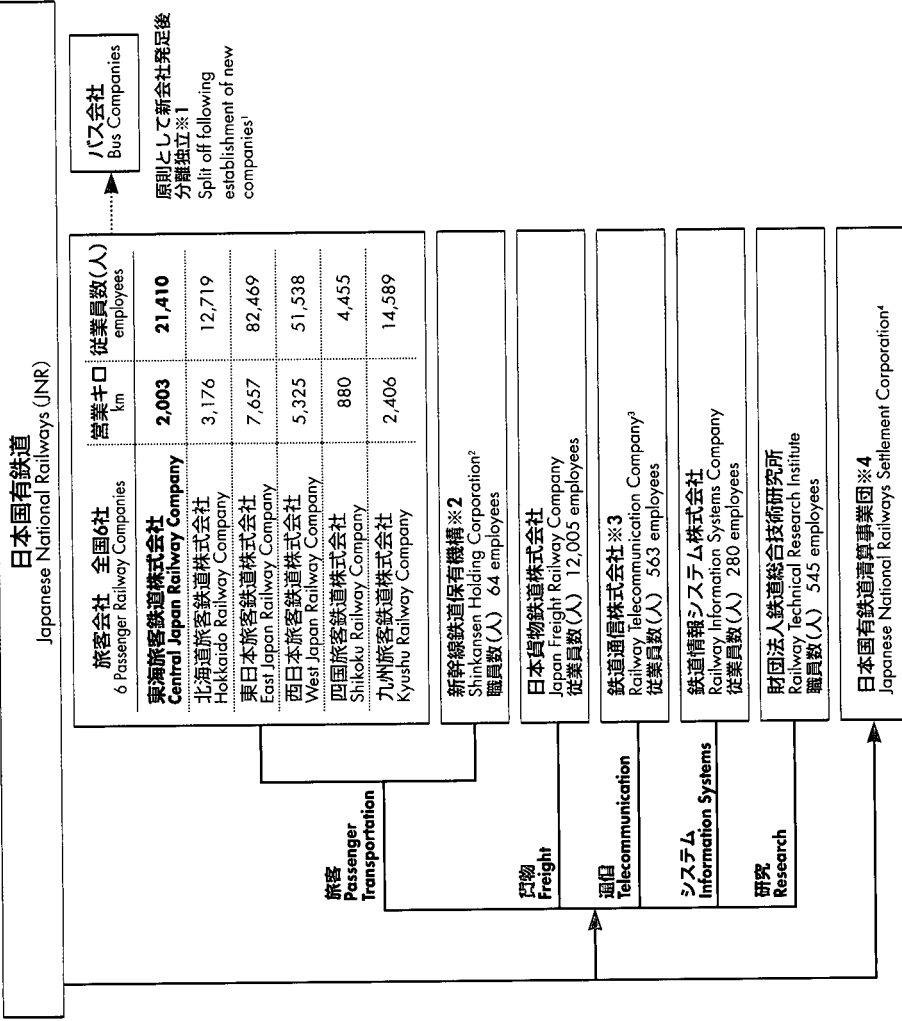 日本国有鉄道
Japanese National Railways (JNR)
旅客会社 全国6社
6 Passenger Railway Companies
営業キロ
km
従業員数(人)
employees
東海旅客鉄道株式会社
Central Japan Railway Company
2,003
21,410
北海道旅客鉄道株式会社
Hokkaido Railway Company
3,176
12,719
東日本旅客鉄道株式会社
East Japan Railway Company
7,657
82,469
西日本旅客鉄道株式会社
West Japan Railway Company
5,325
51,538
四国旅客鉄道株式会社
Shikoku Railway Company
880
4,455
九州旅客鉄道株式会社
Kyushu Railway Company
2,406
14,589
バス会社
Bus Companies
原則として新会社発足後
分離独立※1
Split off following
establishment of new
companies¹
旅客
Passenger
Transportation
新幹線鉄道保有機構※2
Shinkansen Holding Corporation²
職員数(人) 64 employees
貨物
Freight
日本貨物鉄道株式会社
Japan Freight Railway Company
従業員数(人) 12,005 employees
通信
Telecommunication
鉄道通信株式会社※3
Railway Telecommunication Company³
従業員数(人) 563 employees
システム
Information Systems
鉄道情報システム株式会社
Railway Information Systems Company
従業員数(人) 280 employees
研究
Research
財団法人鉄道総合技術研究所
Railway Technical Research Institute
職員数(人) 545 employees
日本国有鉄道清算事業団※4
Japanese National Railways Settlement Corporation⁴